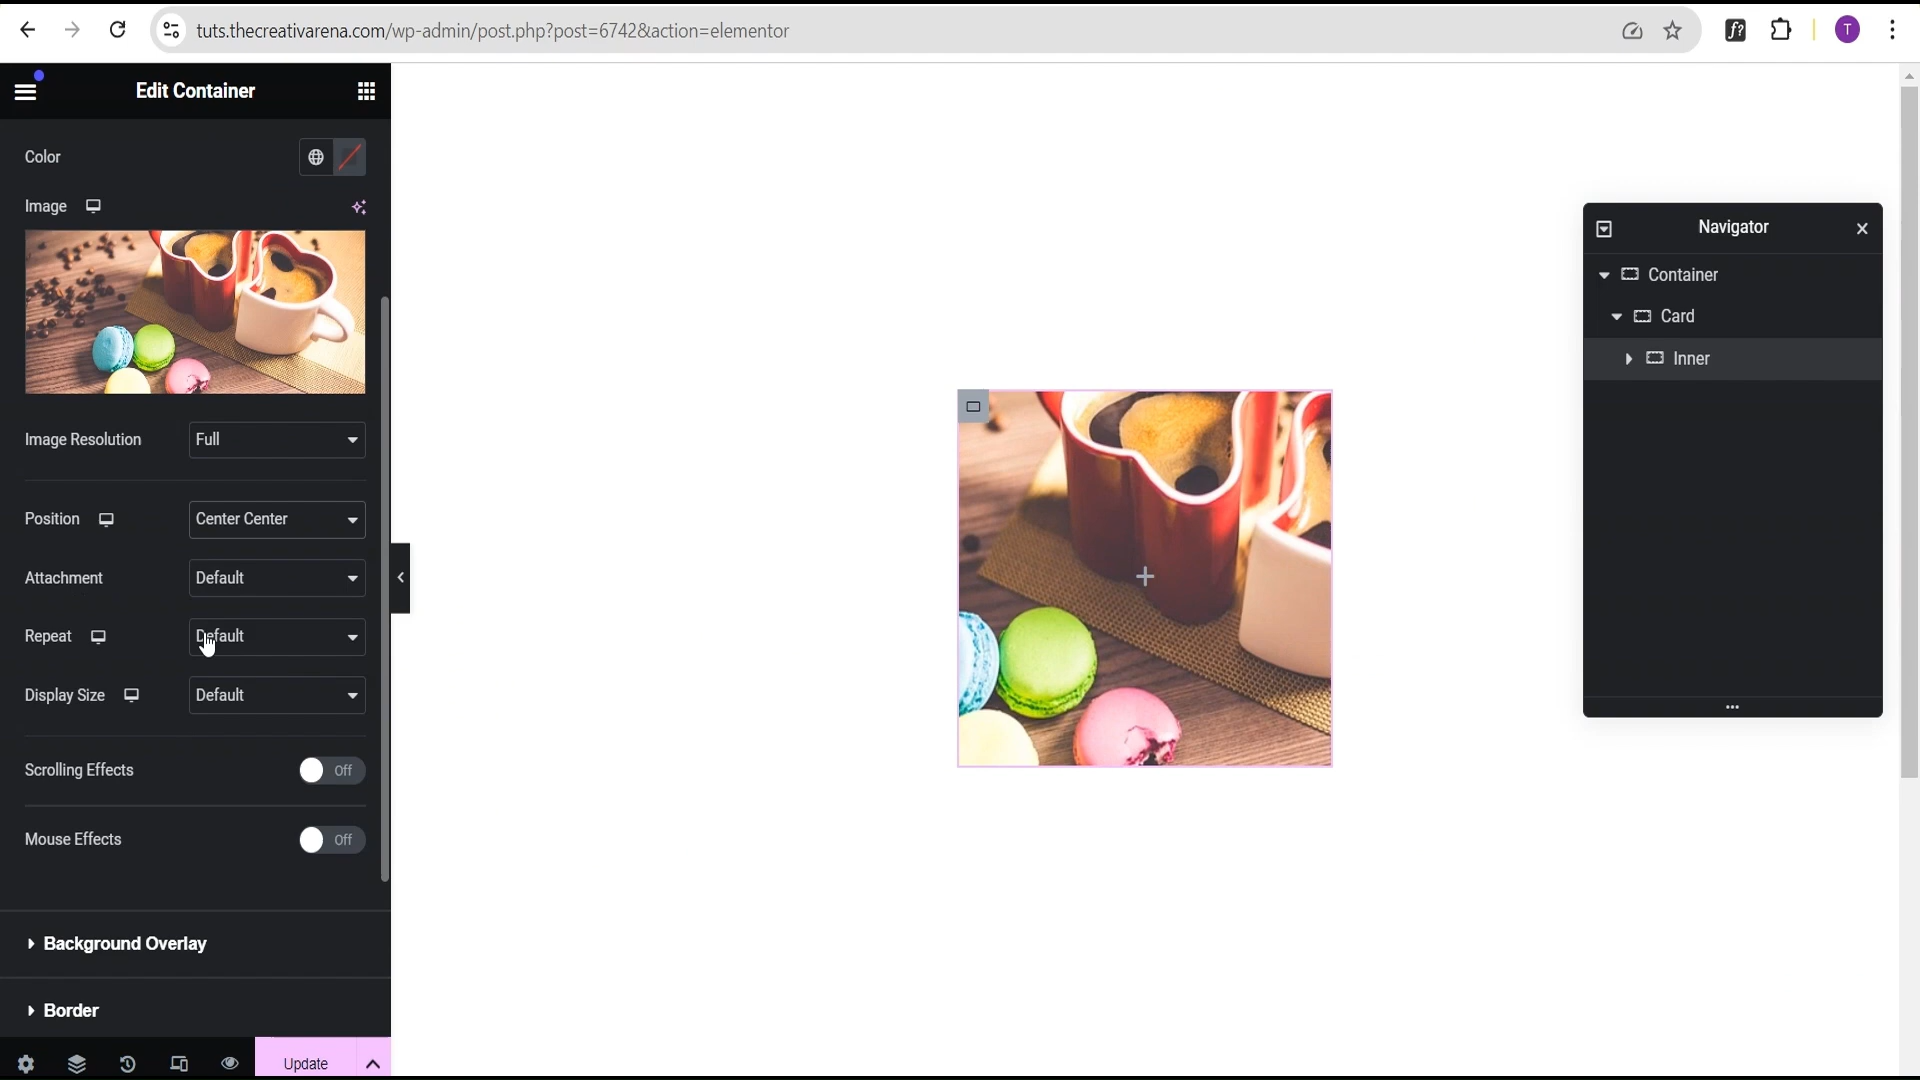 tuts.thecreativarena.com/wp-admin/post.php?post=6742&action=elementor
f?
T
Edit Container
Color
Image
Image Resolution Full
Position Center Center
Attachment Default
Repeat Default
Display Size Default
Scrolling Effects Off
Mouse Effects Off
Background Overlay
Border
Update
Navigator
Container
Card
Inner